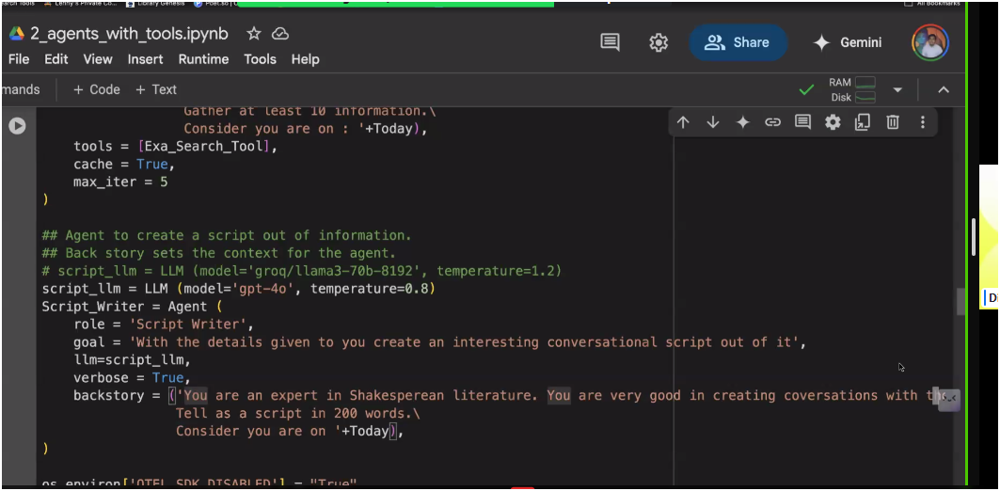 Library Genesis
All Bookmarks
2_agents_with_tools.ipynb
Share
Gemini
File Edit View Insert Runtime Tools Help
mands + Code + Text
RAM
Disk
Gather at least 10 information.\
Consider you are on : '+Today),
tools = [Exa_Search_Tool],
cache = True,
max_iter = 5
)
## Agent to create a script out of information.
## Back story sets the context for the agent.
# script_llm = LLM (model='groq/llama3-70b-8192', temperature=1.2)
script_llm = LLM (model='gpt-4o', temperature=0.8)
Script_Writer = Agent (
role = 'Script Writer',
goal = 'With the details given to you create an interesting conversational script out of it',
llm=script_llm,
verbose = True,
backstory = ('You are an expert in Shakesperean literature. You are very good in creating coversations with
Tell as a script in 200 words.\
Consider you are on '+Today),
)
os.environ['OTEL_SDK_DISABLED'] = "True"